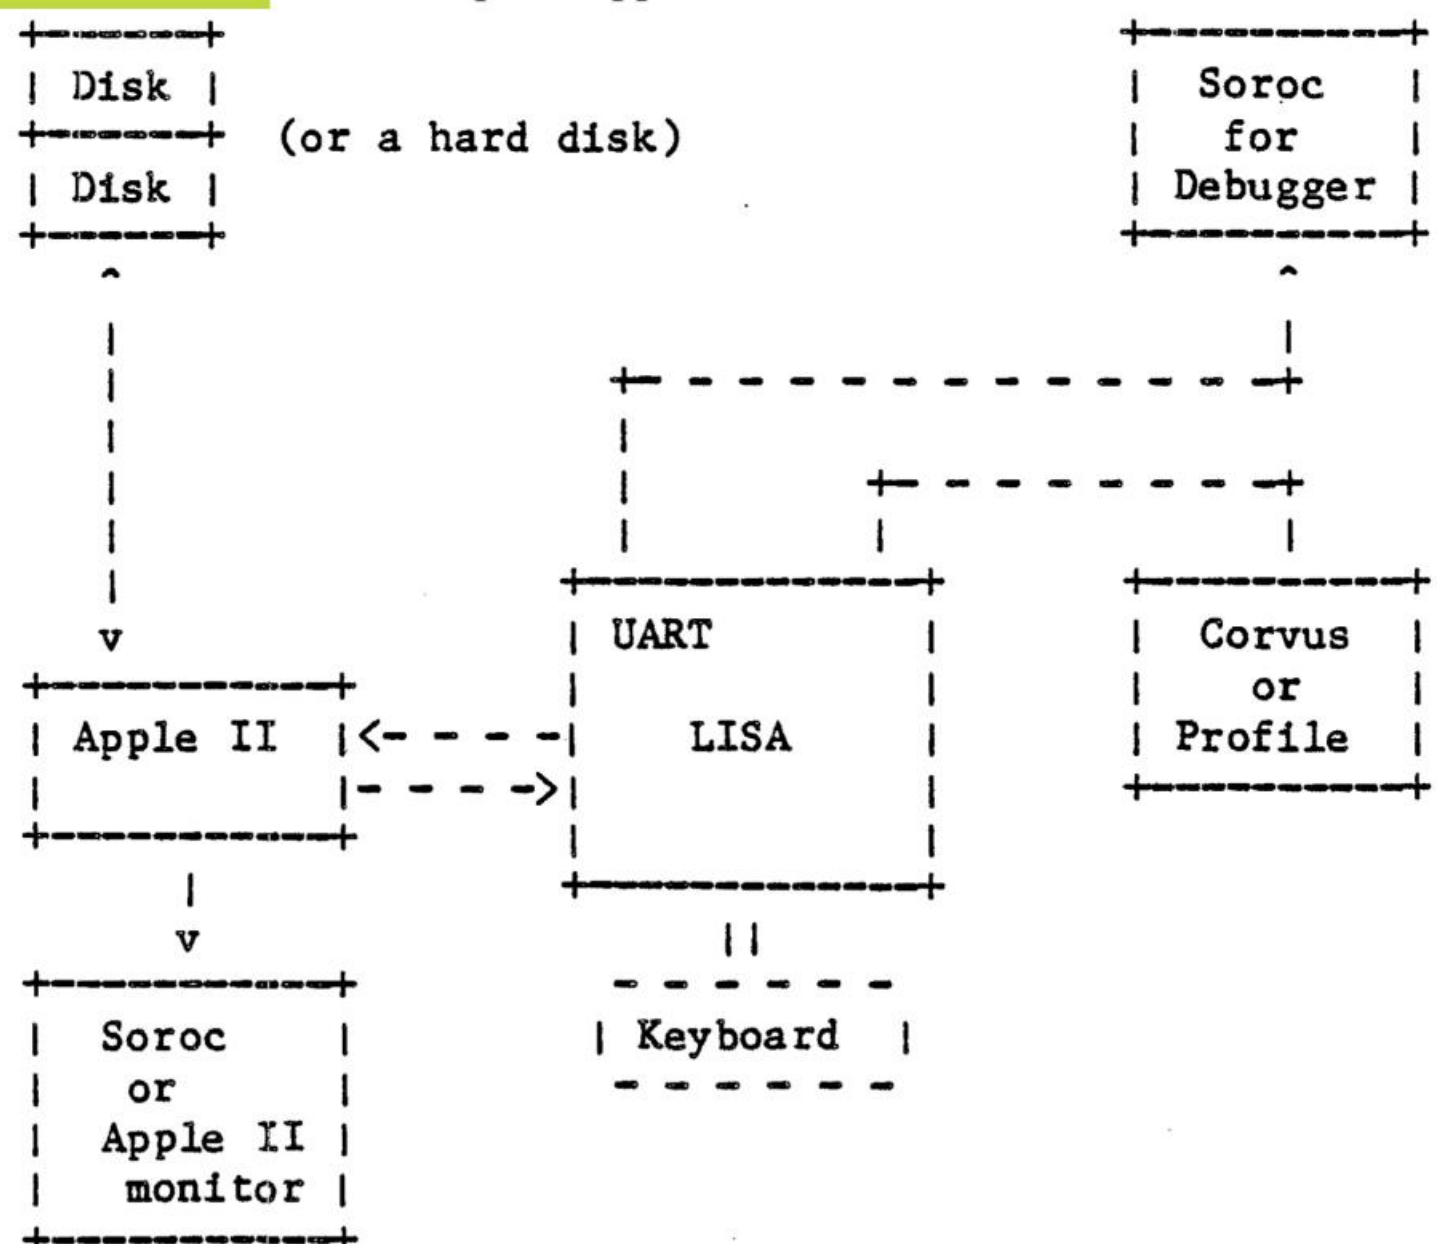 Disk
(or a hard disk)
Disk
Soroc
for
Debugger
UART
LISA
Corvus
or
Profile
Apple II
Keyboard
Soroc
or
Apple II
monitor